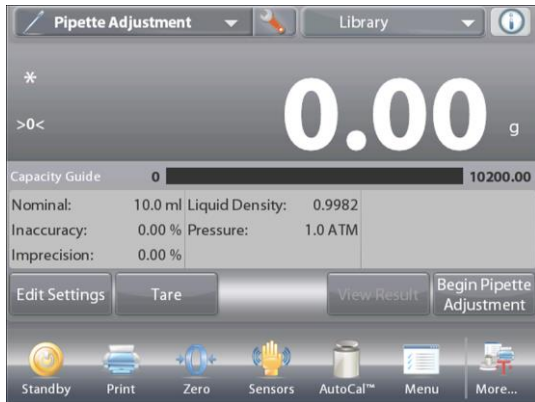 Pipette Adjustment
Library
*
>0<
0.00 g
Capacity Guide 0 10200.00
Nominal: 10.0 ml Liquid Density: 0.9982
Inaccuracy: 0.00 % Pressure: 1.0 ATM
Imprecision: 0.00 %
Edit Settings Tare View Result Begin Pipette
Adjustment
Standby Print Zero Sensors AutoCal™ Menu More...